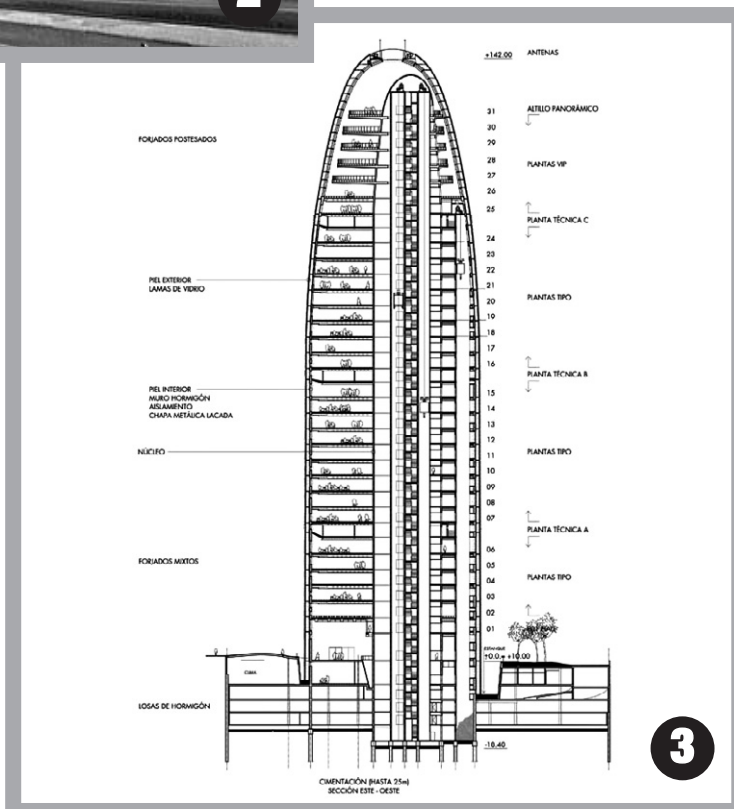 2
+142.00 ANTENAS
31 ALTILLO PANORÁMICO
30
FORJADOS POSTESADOS
29
28 PLANTAS VIP
27
26
25
PLANTA TÉCNICA C
24
23
22
PIEL EXTERIOR
LAMAS DE VIDRIO
21
20 PLANTAS TIPO
19
18
17
16
PLANTA TÉCNICA B
PIEL INTERIOR
MURO HORMIGÓN
AISLAMIENTO
CHAPA METÁLICA LACADA
15
14
13
12
NÚCLEO
11 PLANTAS TIPO
10
09
08
07
PLANTA TÉCNICA A
06
FORJADOS MIXTOS
05
04 PLANTAS TIPO
03
02
01
+10.00
LOSAS DE HORMIGÓN
-10.40
3
CIMENTACIÓN (HASTA 25m)
SECCIÓN ESTE - OESTE